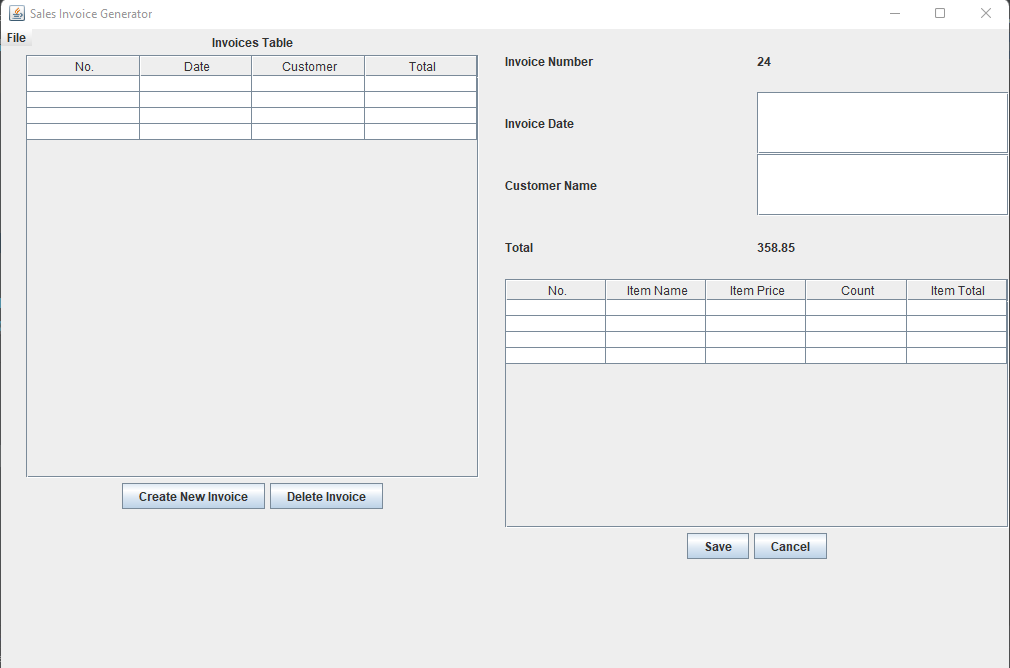 Sales Invoice Generator
File
Invoices Table
No. Date Customer Total
Create New Invoice Delete Invoice
Invoice Number 24
Invoice Date
Customer Name
Total 358.85
No. Item Name Item Price Count Item Total
Save Cancel